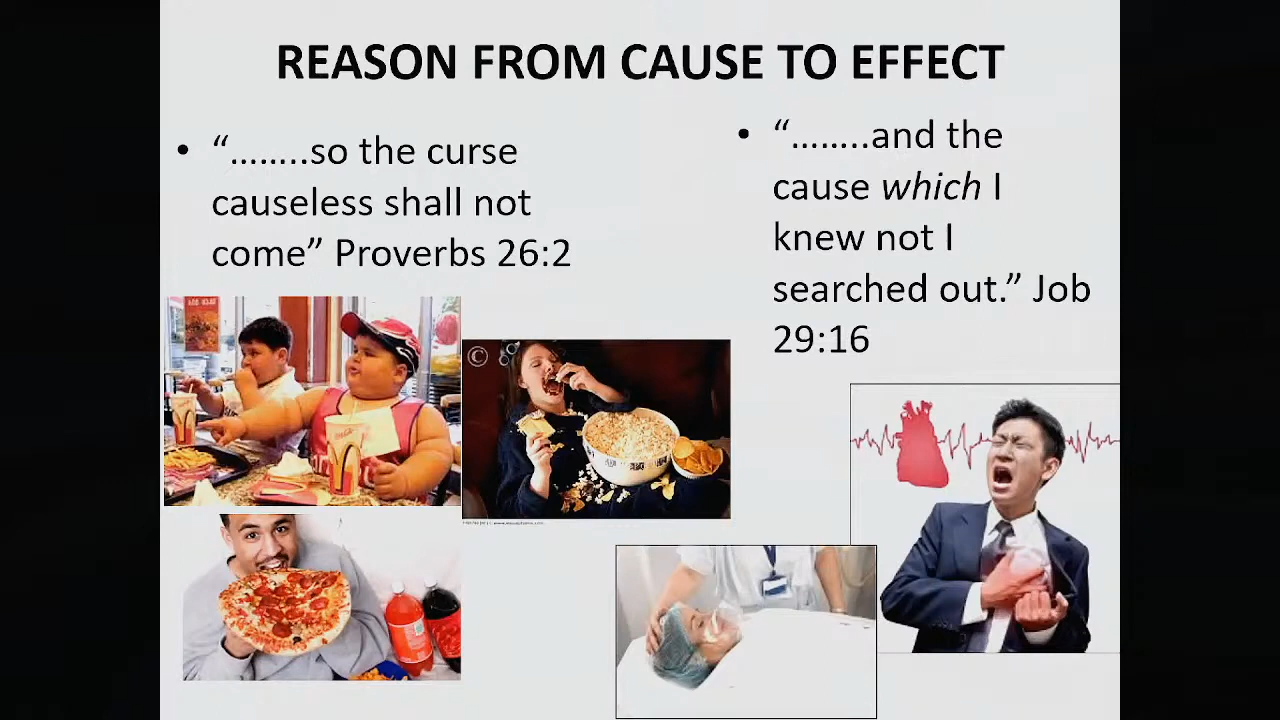 REASON FROM CAUSE TO EFFECT
• “……..so the curse
causeless shall not
come” Proverbs 26:2
• “……..and the
cause which I
knew not I
searched out.” Job
29:16
©